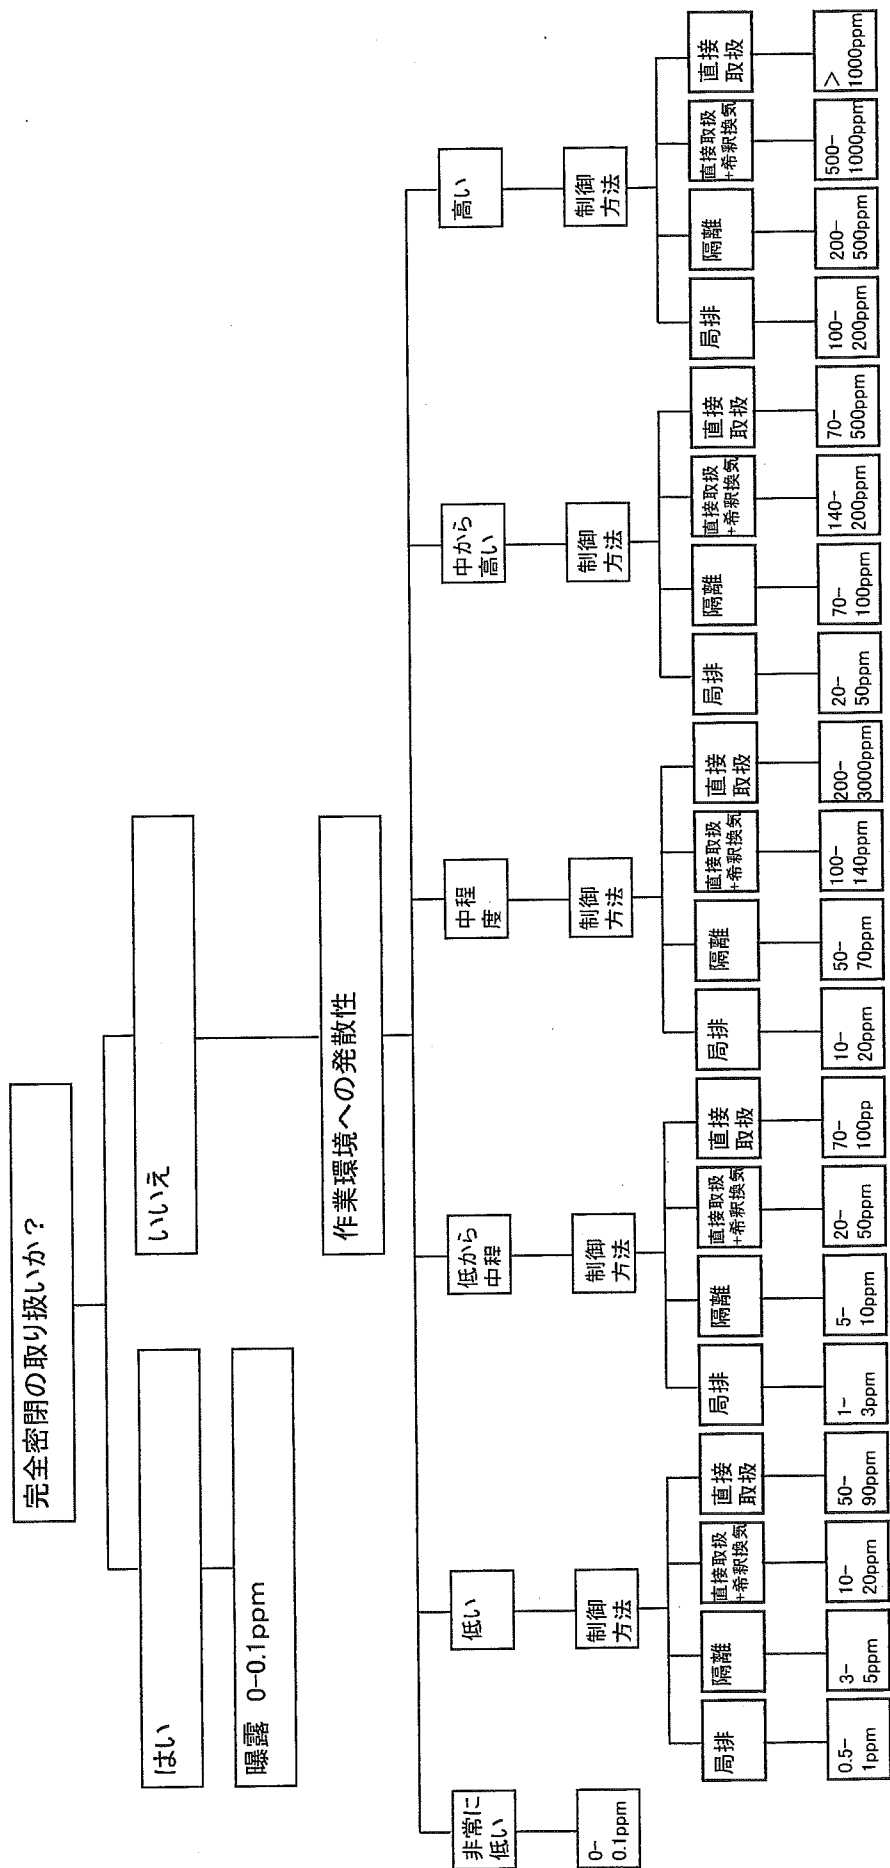 完全密閉の取り扱いか？
はい
いいえ
曝露 0-0.1ppm
作業環境への発散性
非常に
低い
低い
低から
中程
中程
度
中から
高い
高い
0-
0.1ppm
制御
方法
制御
方法
制御
方法
制御
方法
制御
方法
局排
隔離
直接取扱
+希釈換気
直接
取扱
局排
隔離
直接取扱
+希釈換気
直接
取扱
局排
隔離
直接取扱
+希釈換気
直接
取扱
局排
隔離
直接取扱
+希釈換気
直接
取扱
局排
隔離
直接取扱
+希釈換気
直接
取扱
0.5-
1ppm
3-
5ppm
10-
20ppm
50-
90ppm
1-
3ppm
5-
10ppm
20-
50ppm
70-
100pp
10-
20ppm
50-
70ppm
100-
140ppm
200-
3000ppm
20-
50ppm
70-
100ppm
140-
200ppm
70-
500ppm
100-
200ppm
200-
500ppm
500-
1000ppm
>
1000ppm